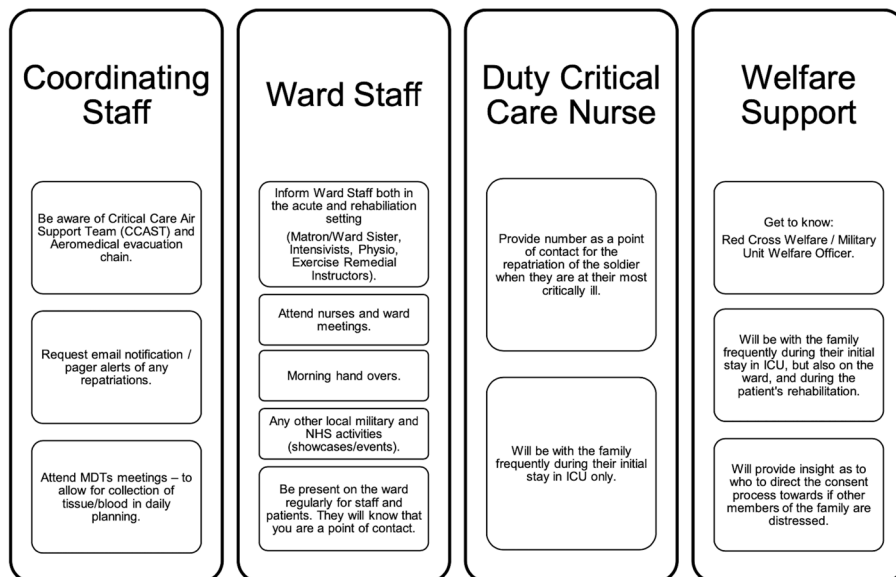 Coordinating
Staff
Be aware of Critical Care Air
Support Team (CCAST) and
Aeromedical evacuation
chain.
Request email notification /
pager alerts of any
repatriations.
Attend MDTs meetings – to
allow for collection of
tissue/blood in daily
planning.
Ward Staff
Inform Ward Staff both in
the acute and rehabiliation
setting
(Matron/Ward Sister,
Intensivists, Physio,
Exercise Remedial
Instructors).
Attend nurses and ward
meetings.
Morning hand overs.
Any other local military and
NHS activities
(showcases/events).
Be present on the ward
regularly for staff and
patients. They will know that
you are a point of contact.
Duty Critical
Care Nurse
Provide number as a point
of contact for the
repatriation of the soldier
when they are at their most
critically ill.
Will be with the family
frequently during their initial
stay in ICU only.
Welfare
Support
Get to know:
Red Cross Welfare / Military
Unit Welfare Officer.
Will be with the family
frequently during their initial
stay in ICU, but also on the
ward, and during the
patient's rehabilitation.
Will provide insight as to
who to direct the consent
process towards if other
members of the family are
distressed.